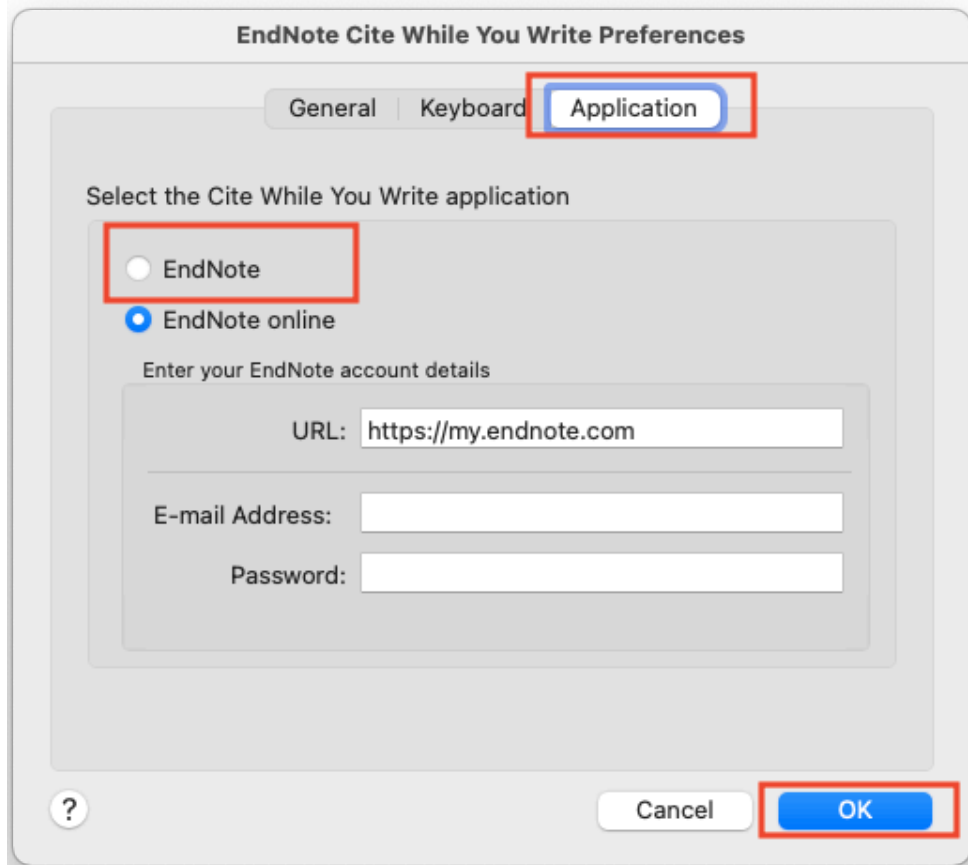 EndNote Cite While You Write Preferences
General Keyboard Application
Select the Cite While You Write application
EndNote
EndNote online
Enter your EndNote account details
URL: https://my.endnote.com
E-mail Address:
Password:
? Cancel OK